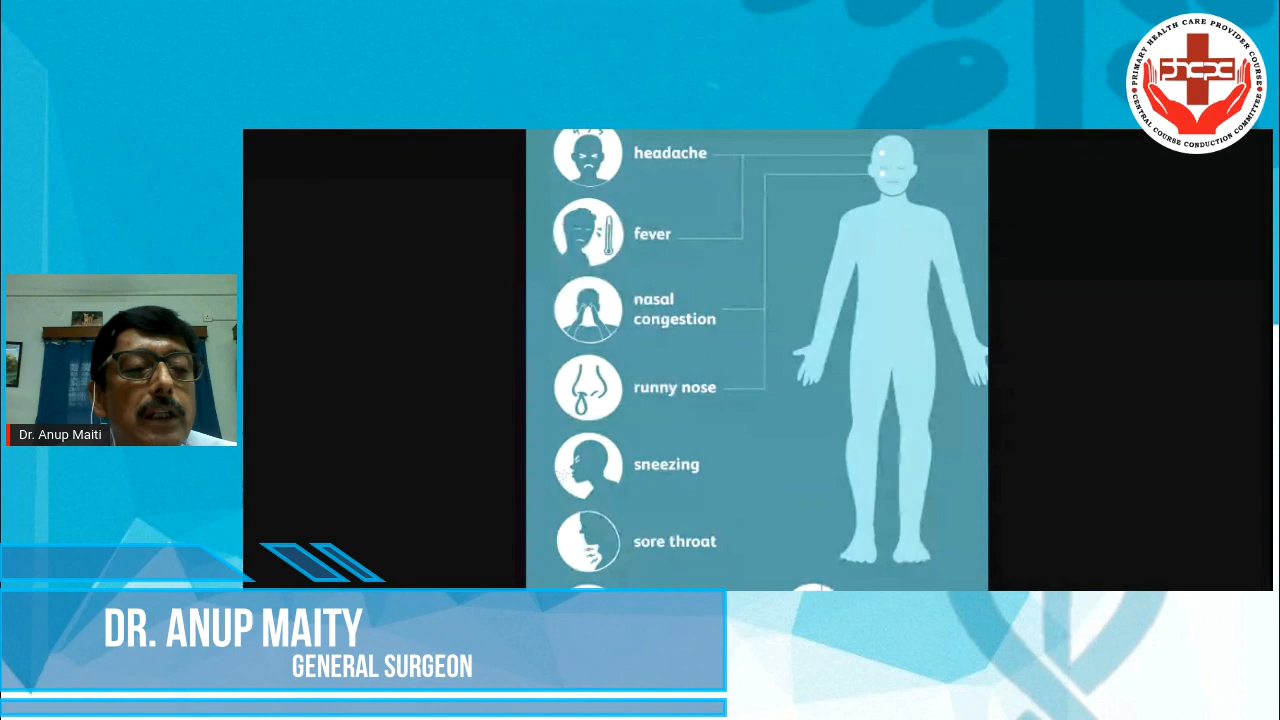 PRIMARY HEALTH CARE PROVIDER COURSE
phcpc
CENTRAL COURSE CONDUCTION COMMITTEE
headache
fever
nasal
congestion
runny nose
sneezing
sore throat
Dr. Anup Maiti
DR. ANUP MAITY
GENERAL SURGEON